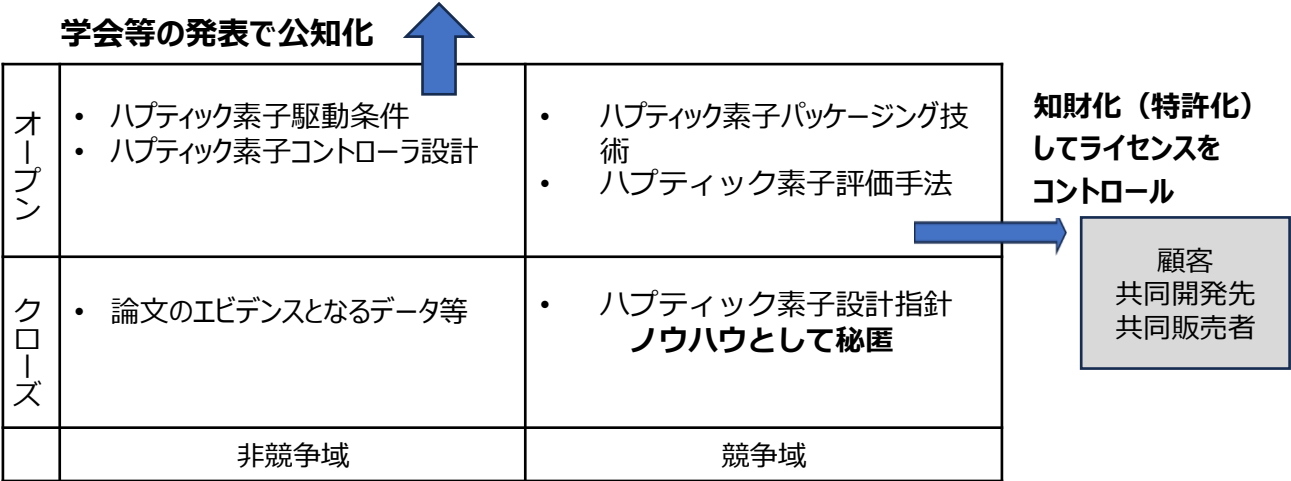 学会等の発表で公知化
オープン
• ハプティック素子駆動条件
• ハプティック素子コントローラ設計
• ハプティック素子パッケージング技
術
• ハプティック素子評価手法
知財化（特許化）
してライセンスを
コントロール
顧客
共同開発先
共同販売者
クローズ
• 論文のエビデンスとなるデータ等
• ハプティック素子設計指針
ノウハウとして秘匿
非競争域
競争域